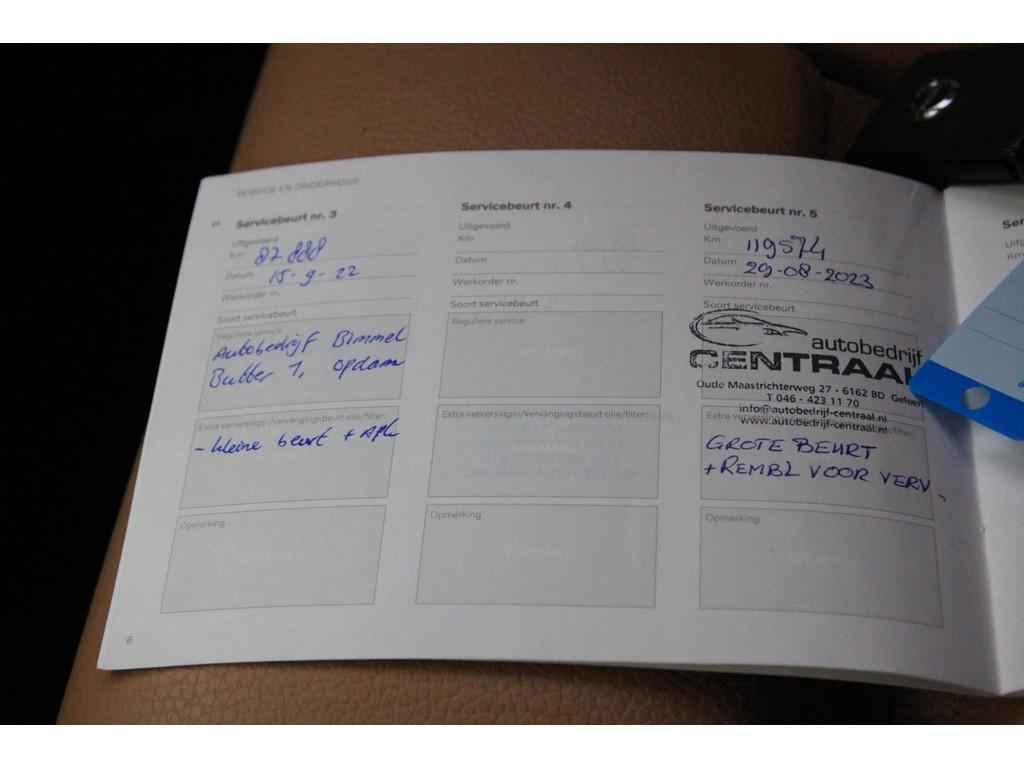 SERVICE EN ONDERHOUD
Servicebeurt nr. 3
Uitgevoerd
Km 87 888
Datum 15-9-22
Werkorder nr.
Soort servicebeurt
Reguliere service
Autobedrijf Bimmel
Butter 1, opdam
Extra verversings-/vervangingsbeurt olie/filter:
- kleine beurt + Apk
Opmerking
8
Servicebeurt nr. 4
Uitgevoerd
Km
Datum
Werkorder nr.
Soort servicebeurt
Reguliere service
Extra verversings-/vervangingsbeurt olie/filter:
Opmerking
Servicebeurt nr. 5
Uitgevoerd
Km 119574
Datum 29-08-2023
Werkorder nr.
Soort servicebeurt
autobedrijf
CENTRAAL
Oude Maastrichterweg 27 - 6162 BD Geleen
T 046 - 423 11 70
info@autobedrijf-centraal.nl
www.autobedrijf-centraal.nl
GROTE BEURT
+ REMBL VOOR VERV
Opmerking